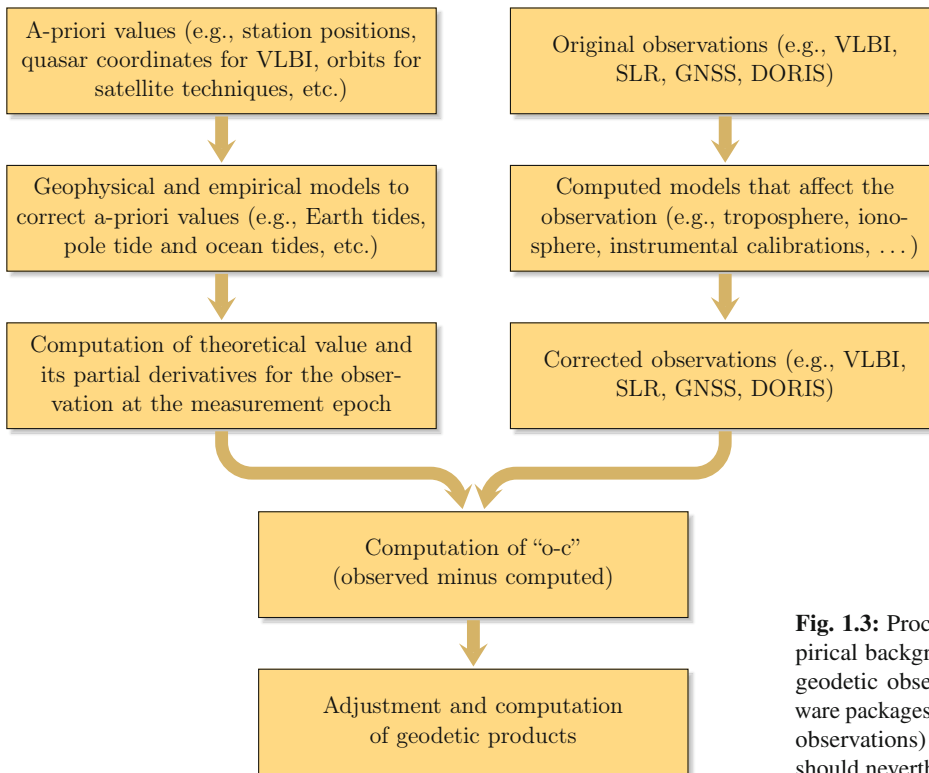 A-priori values (e.g., station positions,
quasar coordinates for VLBI, orbits for
satellite techniques, etc.)
Original observations (e.g., VLBI,
SLR, GNSS, DORIS)
Geophysical and empirical models to
correct a-priori values (e.g., Earth tides,
pole tide and ocean tides, etc.)
Computed models that affect the
observation (e.g., troposphere, iono-
sphere, instrumental calibrations, ...)
Computation of theoretical value and
its partial derivatives for the obser-
vation at the measurement epoch
Corrected observations (e.g., VLBI,
SLR, GNSS, DORIS)
Computation of “o-c”
(observed minus computed)
Adjustment and computation
of geodetic products
Fig. 1.3: Proc
pirical backgr
geodetic obse
ware packages
observations)
should neverth